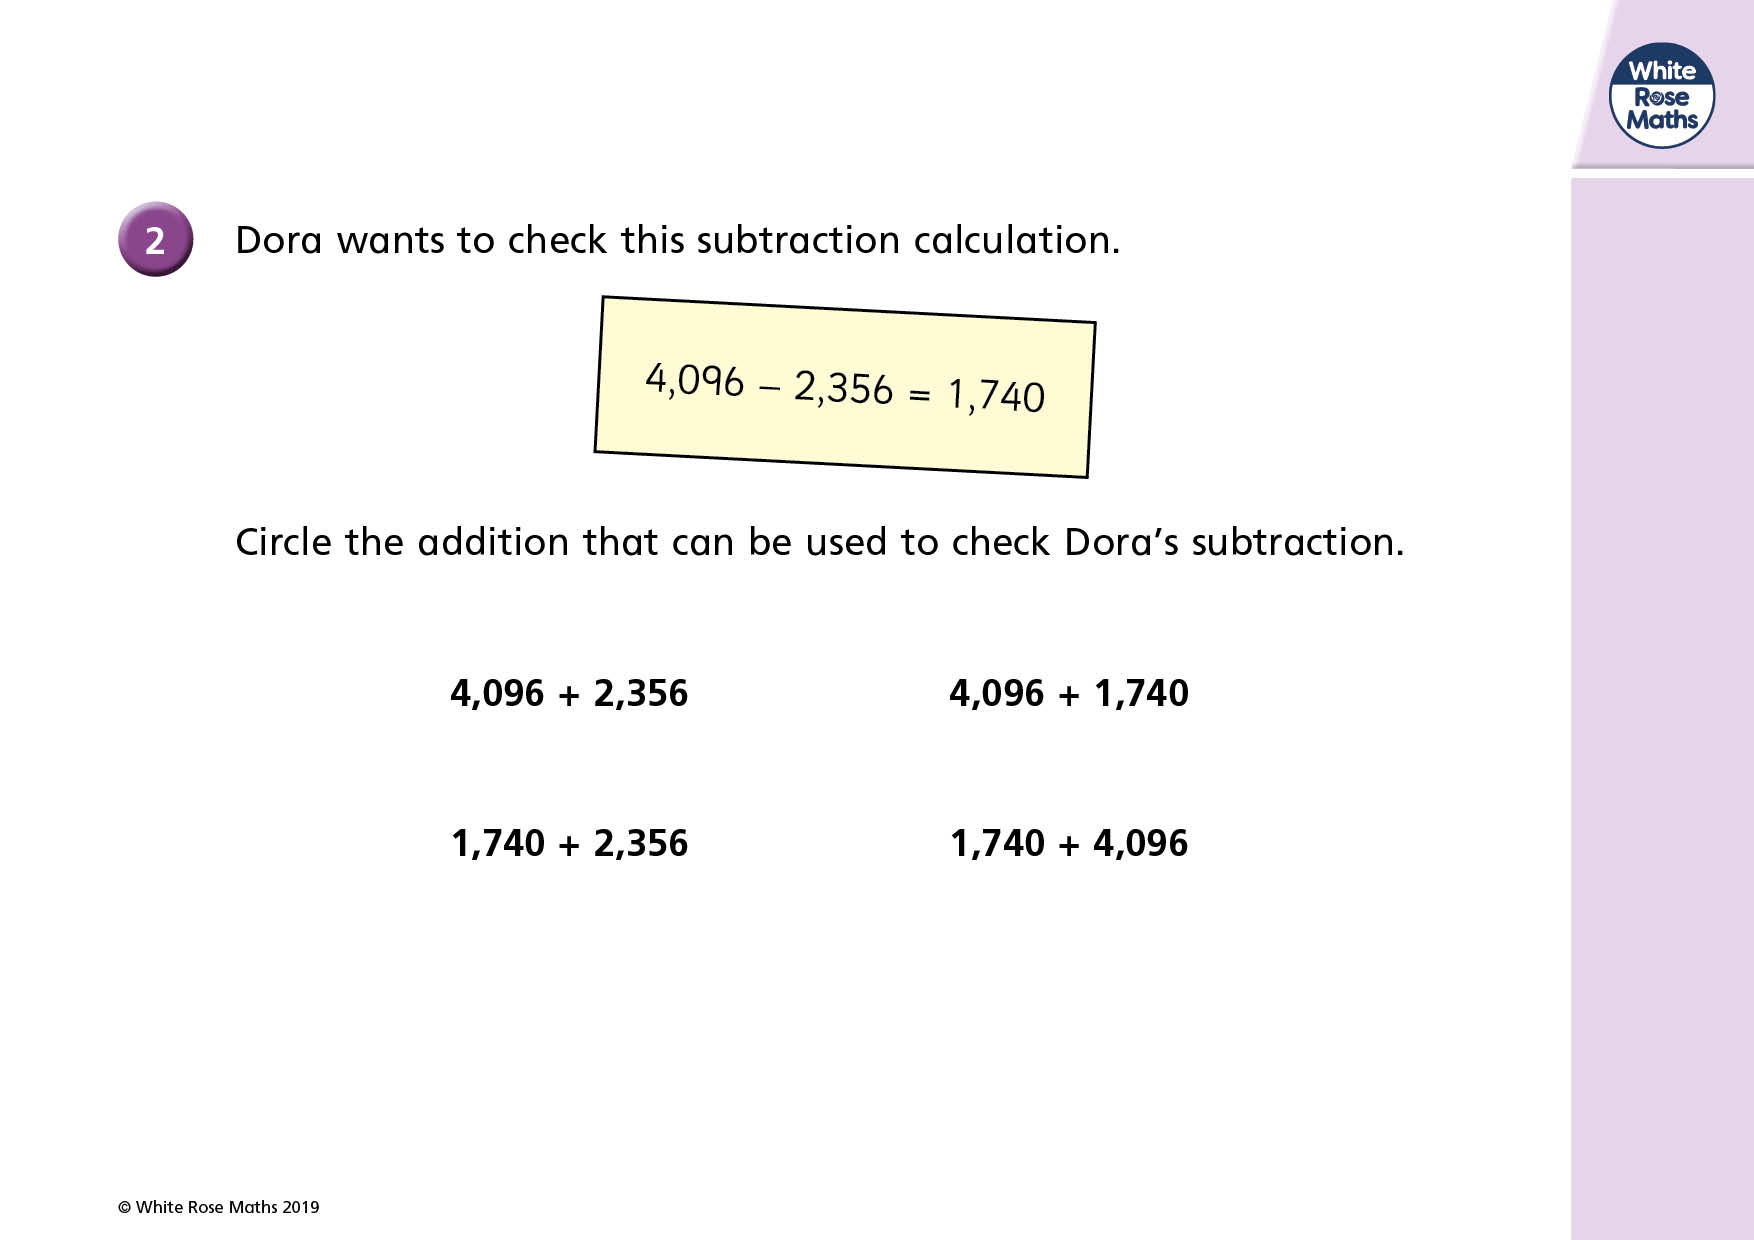 White
Rose
Maths
2 Dora wants to check this subtraction calculation.
4,096 – 2,356 = 1,740
Circle the addition that can be used to check Dora’s subtraction.
4,096 + 2,356 4,096 + 1,740
1,740 + 2,356 1,740 + 4,096
© White Rose Maths 2019